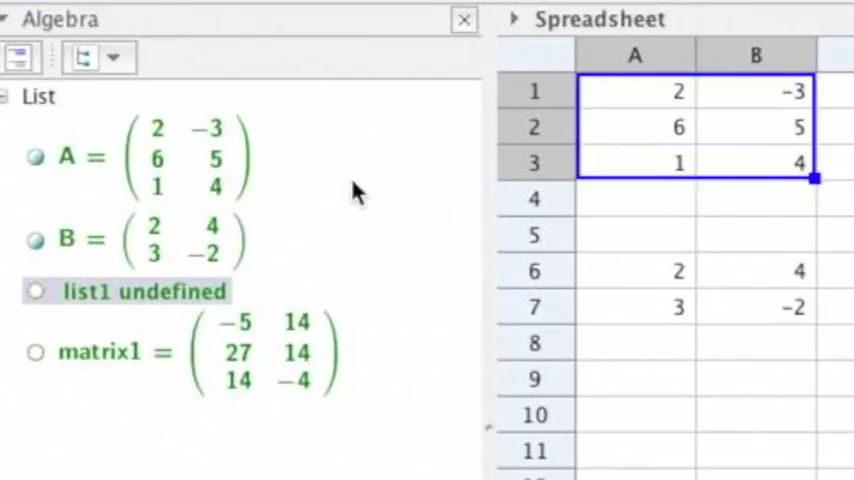 Algebra
List
A = ( 2 −3
6 5
1 4 )
B = ( 2 4
3 −2 )
list1 undefined
matrix1 = ( −5 14
27 14
14 −4 )
Spreadsheet
A B
1 2 −3
2 6 5
3 1 4
4
5
6 2 4
7 3 −2
8
9
10
11